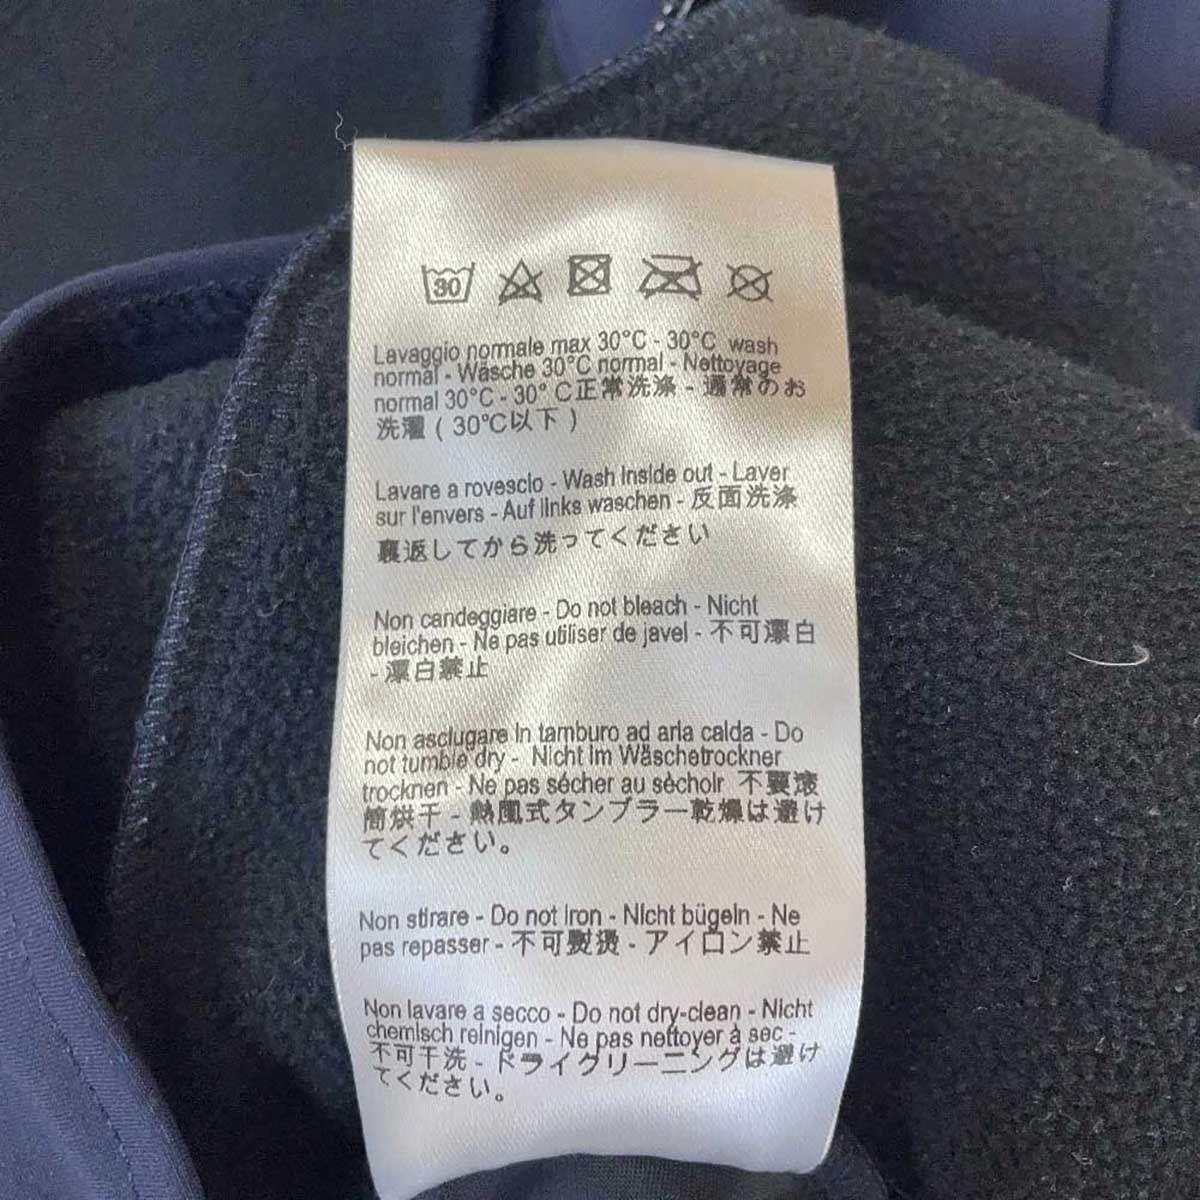 30
Lavaggio normale max 30°C - 30°C wash
normal - Wäsche 30°C normal - Nettoyage
normal 30°C - 30° C正常洗涤 - 通常のお
洗濯 ( 30℃以下 )
Lavare a rovescio - Wash inside out - Laver
sur l'envers - Auf links waschen - 反面洗涤
裏返してから洗ってください
Non candeggiare - Do not bleach - Nicht
bleichen - Ne pas utiliser de javel - 不可漂白
- 漂白禁止
Non asciugare in tamburo ad aria calda - Do
not tumble dry - Nicht im Wäschetrockner
trocknen - Ne pas sécher au séchoir 不要滚
筒烘干 - 熱風式タンブラー乾燥は避け
てください。
Non stirare - Do not iron - Nicht bügeln - Ne
pas repasser - 不可熨烫 - アイロン禁止
Non lavare a secco - Do not dry-clean - Nicht
chemisch reinigen - Ne pas nettoyer à sec -
不可干洗 - ドライクリーニングは避け
てください。